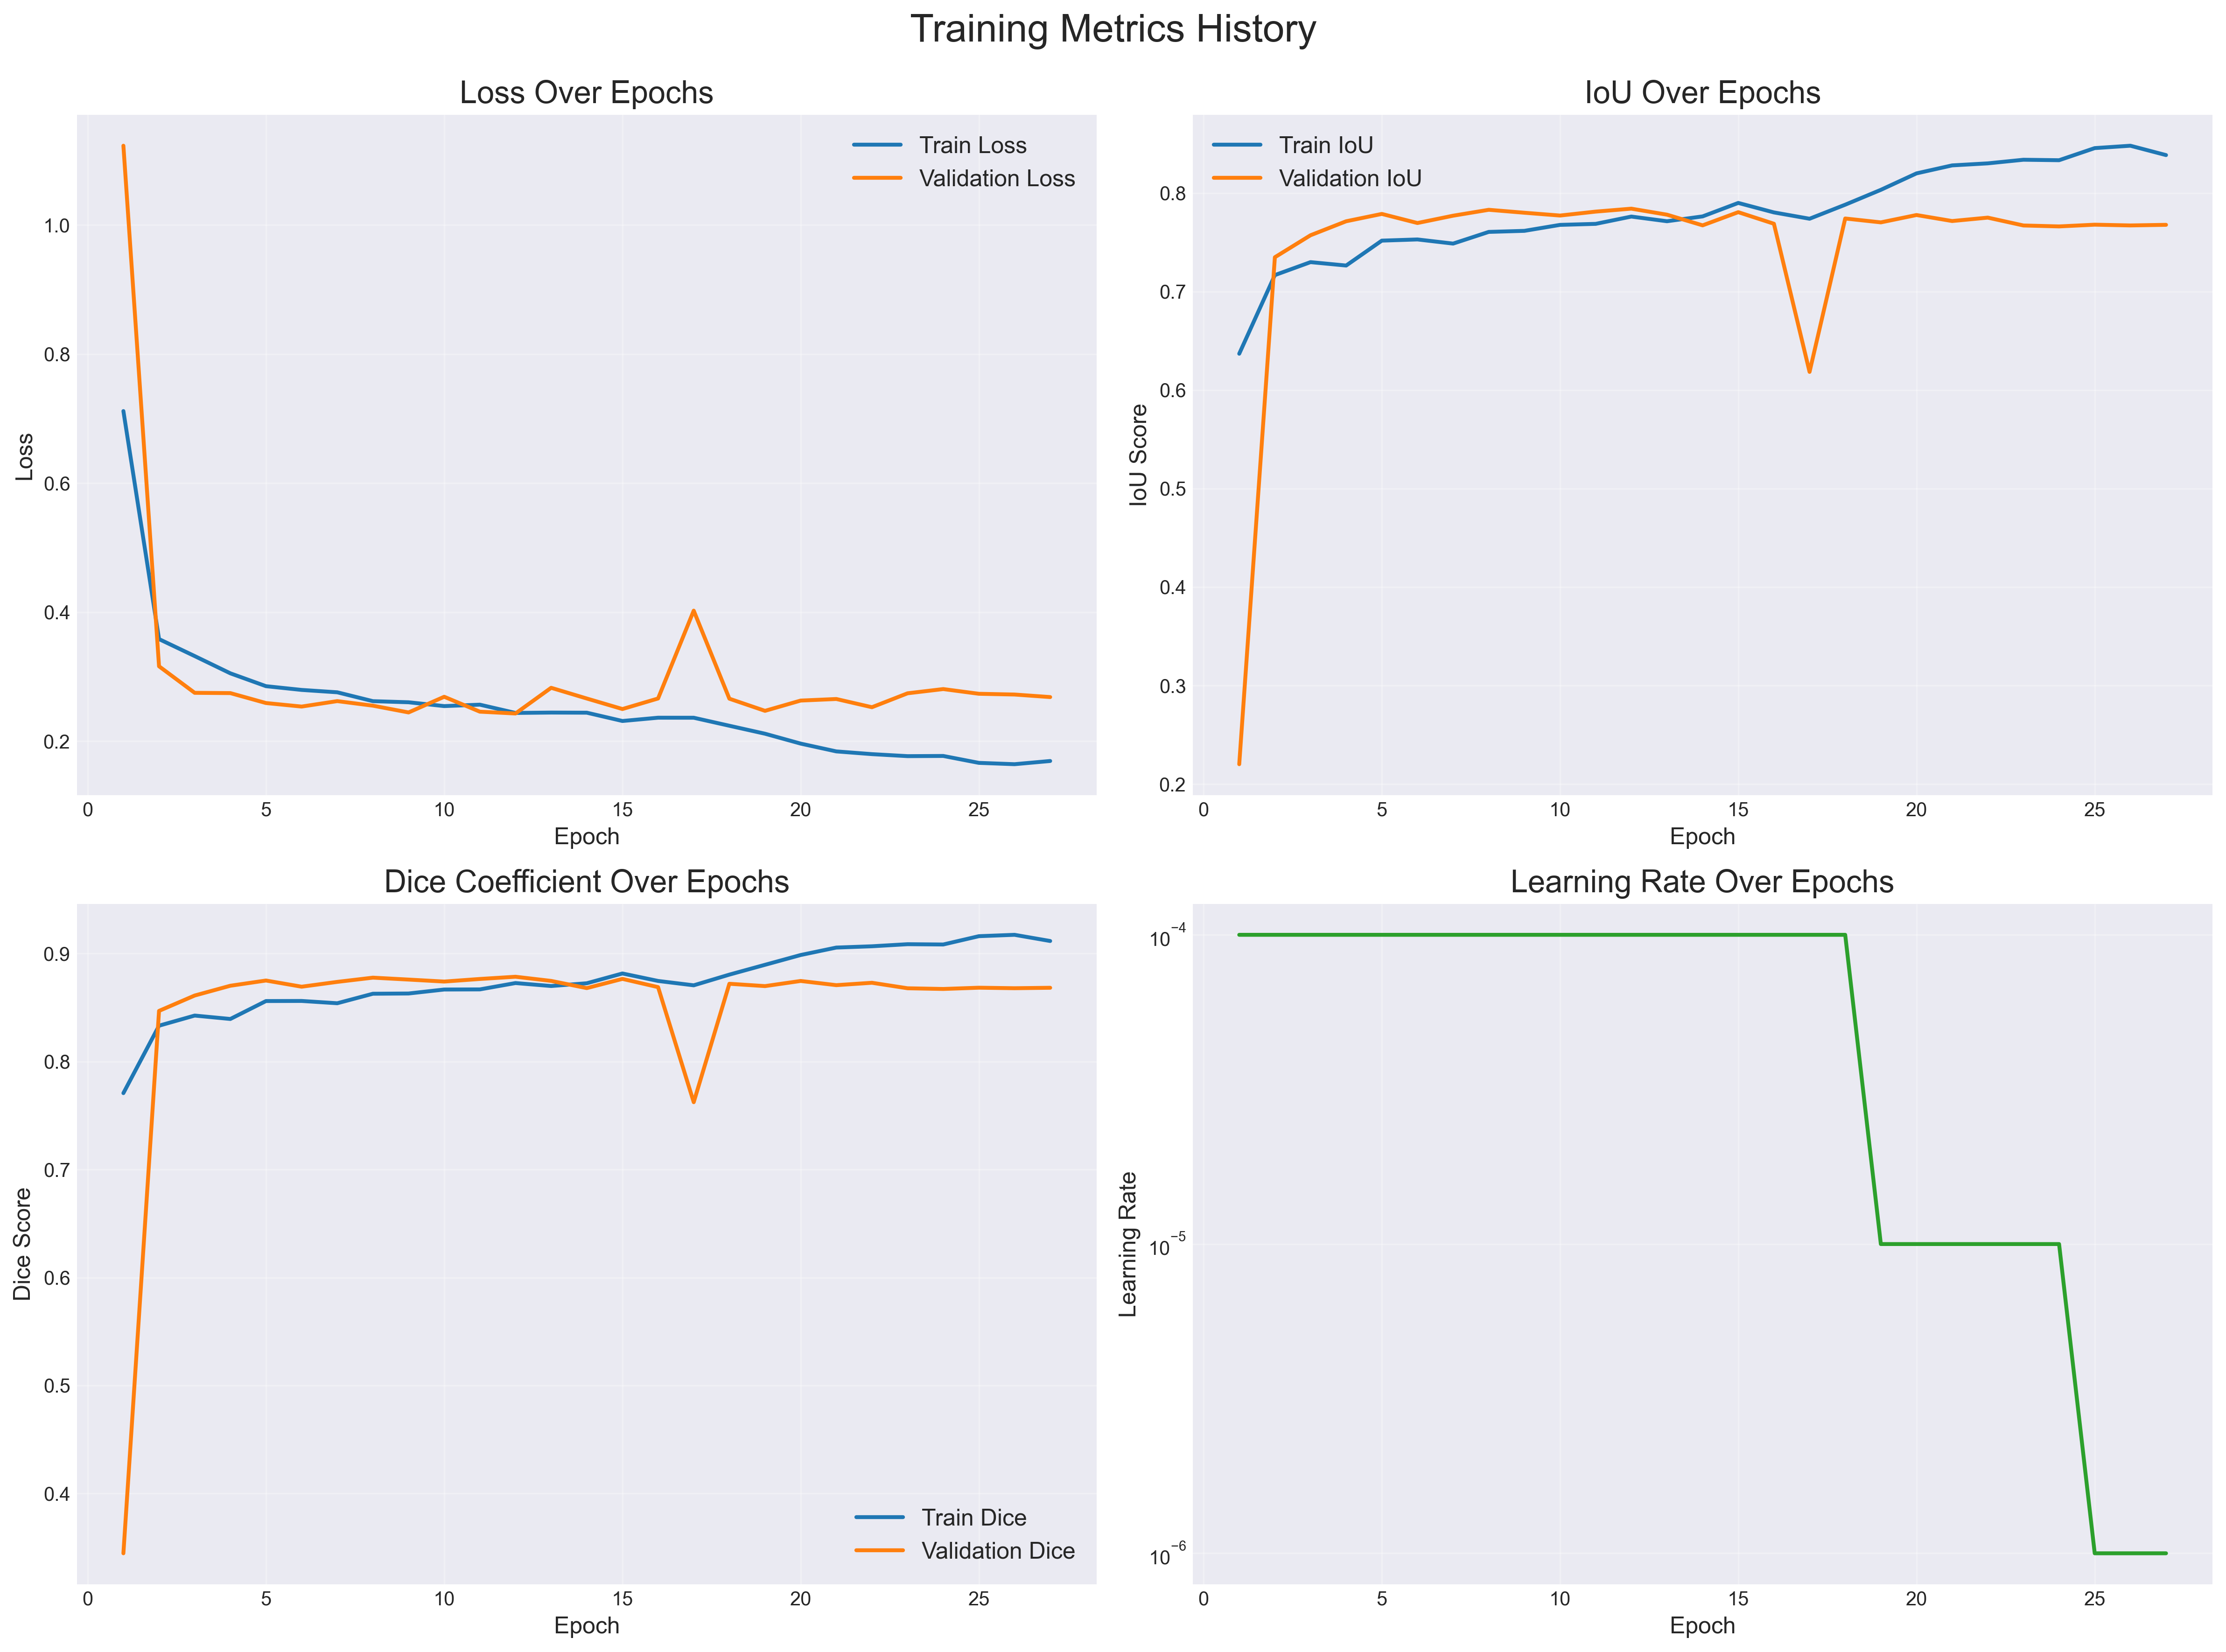 Training Metrics History
Loss Over Epochs
Train Loss
Validation Loss
1.0
0.8
0.6
0.4
0.2
Loss
0 5 10 15 20 25
Epoch
IoU Over Epochs
Train IoU
Validation IoU
0.8
0.7
0.6
0.5
0.4
0.3
0.2
IoU Score
0 5 10 15 20 25
Epoch
Dice Coefficient Over Epochs
0.9
0.8
0.7
0.6
0.5
0.4
Dice Score
Train Dice
Validation Dice
0 5 10 15 20 25
Epoch
Learning Rate Over Epochs
10⁻⁴
10⁻⁵
10⁻⁶
Learning Rate
0 5 10 15 20 25
Epoch